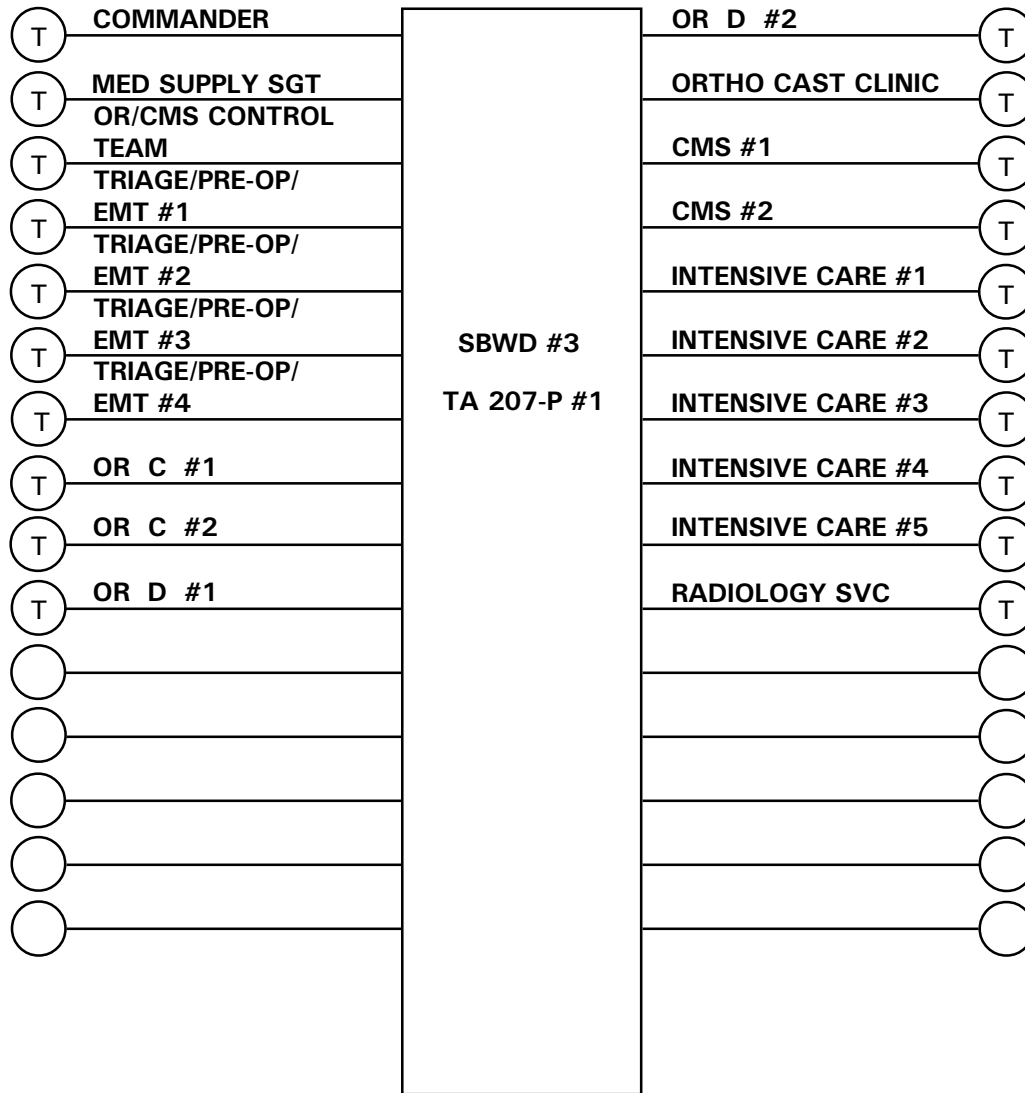 T
COMMANDER
T
MED SUPPLY SGT
T
OR/CMS CONTROL
TEAM
T
TRIAGE/PRE-OP/
EMT #1
T
TRIAGE/PRE-OP/
EMT #2
T
TRIAGE/PRE-OP/
EMT #3
T
TRIAGE/PRE-OP/
EMT #4
T
OR C #1
T
OR C #2
T
OR D #1
SBWD #3
TA 207-P #1
OR D #2
T
ORTHO CAST CLINIC
T
CMS #1
T
CMS #2
T
INTENSIVE CARE #1
T
INTENSIVE CARE #2
T
INTENSIVE CARE #3
T
INTENSIVE CARE #4
T
INTENSIVE CARE #5
T
RADIOLOGY SVC
T